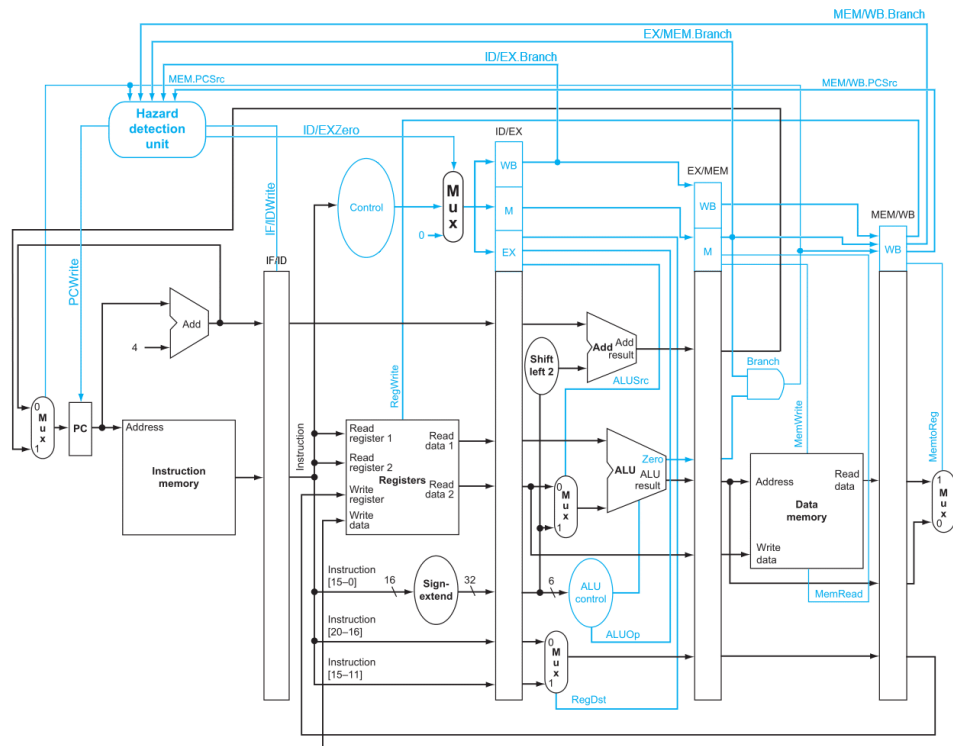 MEM/WB.Branch
EX/MEM.Branch
ID/EX.Branch
MEM.PCSrc
MEM/WB.PCSrc
Hazard
detection
unit
ID/EXZero
ID/EX
EX/MEM
MEM/WB
IF/IDWrite
PCWrite
Control
0
M
u
x
WB
M
EX
WB
M
WB
IF/ID
Add
4
RegWrite
Shift
left 2
Add
Add
result
ALUSrc
Branch
MemWrite
MemtoReg
0
M
u
x
1
PC
Address
Instruction
memory
Instruction
Read
register 1
Read
register 2
Write
register
Write
data
Registers
Read
data 1
Read
data 2
0
M
u
x
1
Zero
ALU
ALU
result
Address
Read
data
Data
memory
Write
data
1
M
u
x
0
MemRead
Instruction
[15–0]
16
Sign-
extend
32
6
ALU
control
ALUOp
Instruction
[20–16]
Instruction
[15–11]
0
M
u
x
1
RegDst